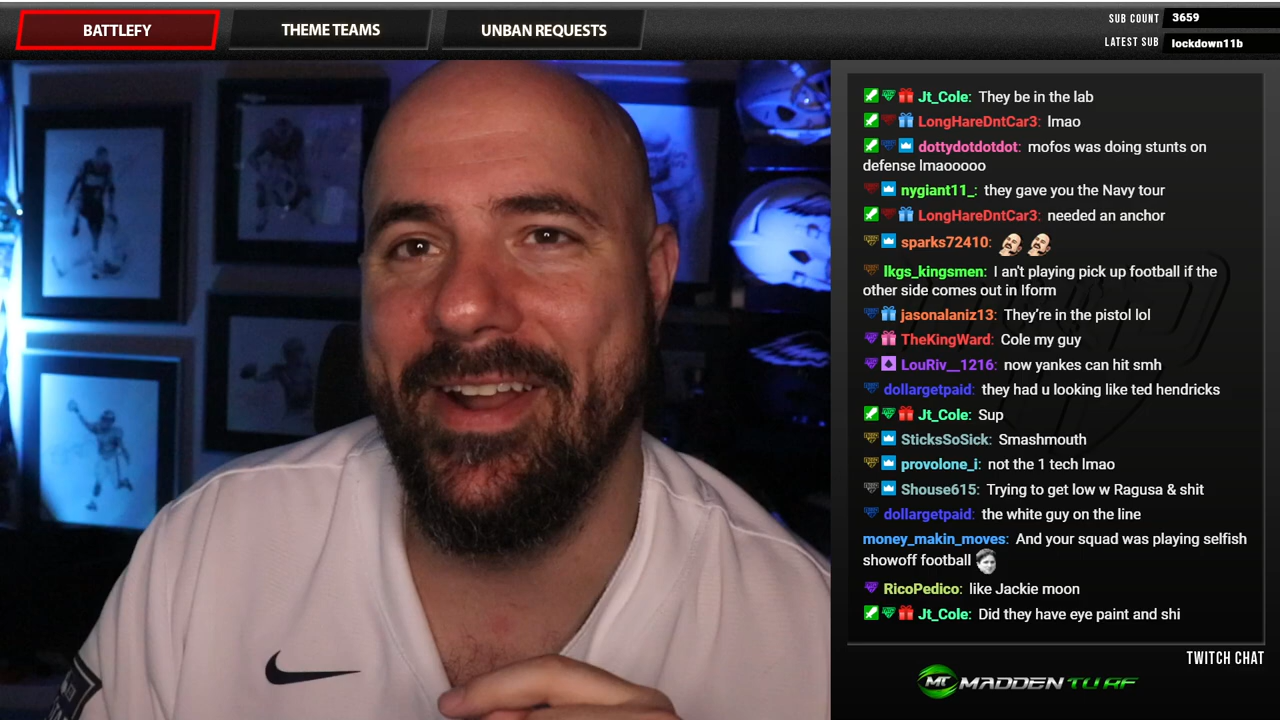 BATTLEFY
THEME TEAMS
UNBAN REQUESTS
SUB COUNT 3659
LATEST SUB lockdown11b
Jt_Cole: They be in the lab
LongHareDntCar3: lmao
dottydotdotdot: mofos was doing stunts on
defense lmaooooo
nygiant11_: they gave you the Navy tour
LongHareDntCar3: needed an anchor
sparks72410:
lkgs_kingsmen: I an't playing pick up football if the
other side comes out in Iform
jasonalaniz13: They're in the pistol lol
TheKingWard: Cole my guy
LouRiv__1216: now yankes can hit smh
dollargetpaid: they had u looking like ted hendricks
Jt_Cole: Sup
SticksSoSick: Smashmouth
provolone_i: not the 1 tech lmao
Shouse615: Trying to get low w Ragusa & shit
dollargetpaid: the white guy on the line
money_makin_moves: And your squad was playing selfish
showoff football
RicoPedico: like Jackie moon
Jt_Cole: Did they have eye paint and shi
TWITCH CHAT
MT MADDEN TURF